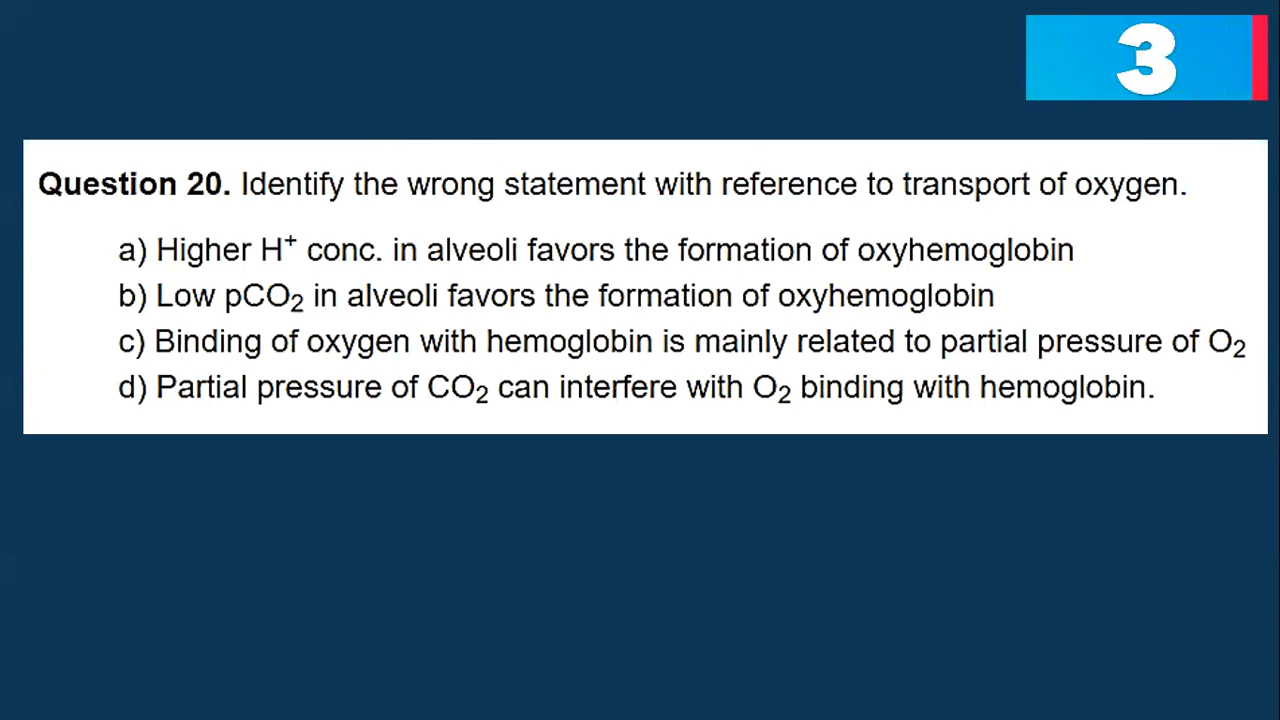 3
Question 20. Identify the wrong statement with reference to transport of oxygen.
a) Higher H⁺ conc. in alveoli favors the formation of oxyhemoglobin
b) Low pCO₂ in alveoli favors the formation of oxyhemoglobin
c) Binding of oxygen with hemoglobin is mainly related to partial pressure of O₂
d) Partial pressure of CO₂ can interfere with O₂ binding with hemoglobin.